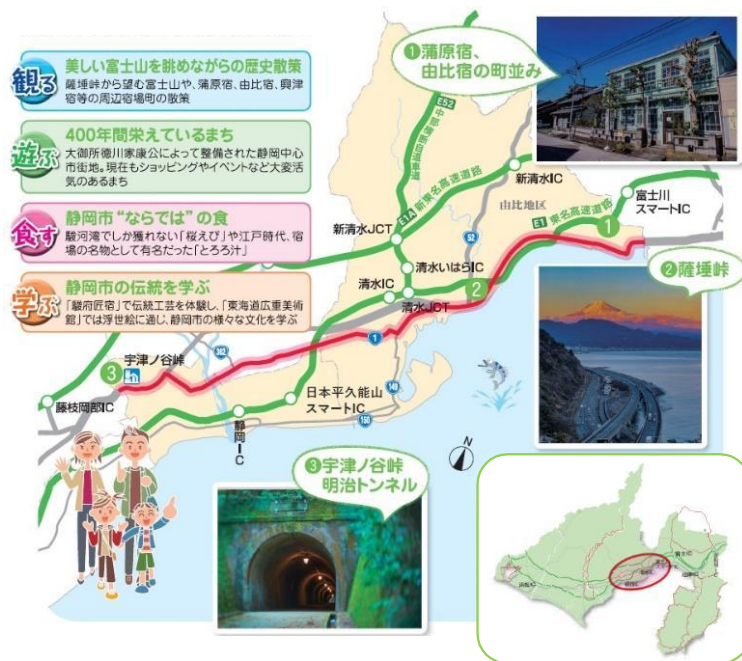 観る
美しい富士山を眺めながらの歴史散策
薩埵峠から望む富士山や、蒲原宿、由比宿、興津
宿等の周辺宿場町の散策
遊ぶ
400年間栄えているまち
大御所徳川家康公によって整備された静岡中心
市街地。現在もショッピングやイベントなど大変活
気のあるまち
食す
静岡市“ならでは”の食
駿河湾でしか獲れない「桜えび」や江戸時代、宿
場の名物として有名だった「とろろ汁」
学ぶ
静岡市の伝統を学ぶ
「駿府匠宿」で伝統工芸を体験し、「東海道広重美術
館」では浮世絵に通じ、静岡市の様々な文化を学ぶ
❶蒲原宿、
由比宿の町並み
E52
中部横断自動車道
新清水IC
E1A 新東名高速道路
由比地区
富士川
スマートIC
E1 東名高速道路
1
新清水JCT
52
清水いはらIC
清水IC
2
清水JCT
❷薩埵峠
1
362
宇津ノ谷峠
3
149
日本平久能山
スマートIC
藤枝岡部IC
150
静岡IC
N
❸宇津ノ谷峠
明治トンネル